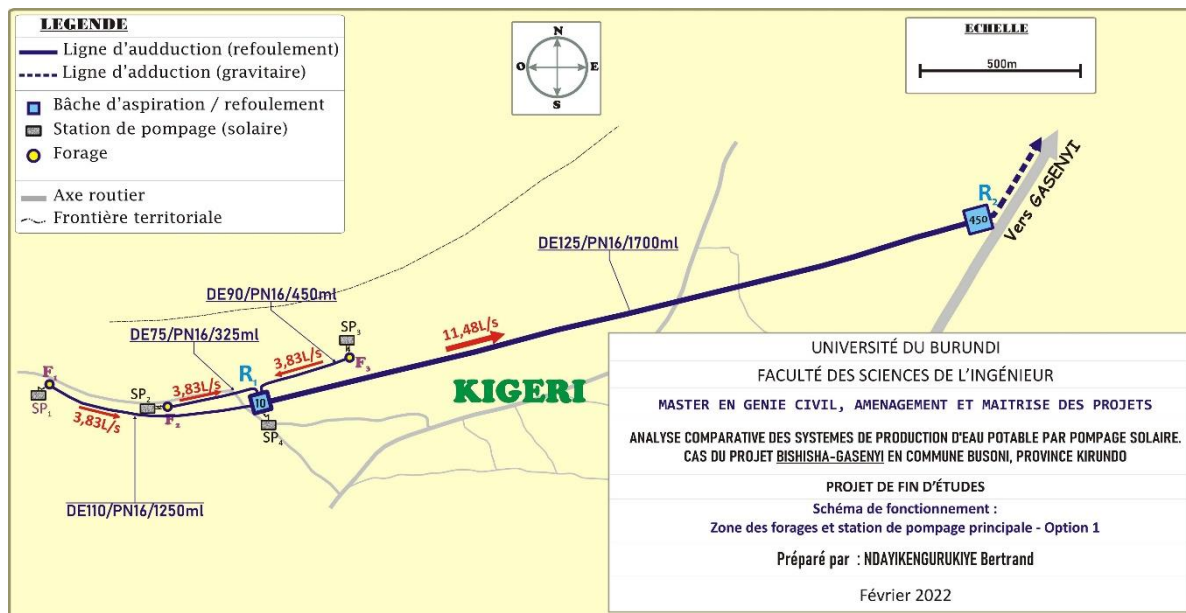 LEGENDE
Ligne d'audduction (refoulement)
Ligne d'adduction (gravitaire)
Bâche d'aspiration / refoulement
Station de pompage (solaire)
Forage
Axe routier
Frontière territoriale
N
O
E
S
ECHELLE
500m
R2
450
Vers GASENYI
DE125/PN16/1700ml
DE90/PN16/450ml
DE75/PN16/325ml
SP3
F3
3,83L/s
11,48L/s
F1
SP1
3,83L/s
SP2
F2
3,83L/s
R1
10
SP4
KIGERI
DE110/PN16/1250ml
UNIVERSITÉ DU BURUNDI
FACULTÉ DES SCIENCES DE L'INGÉNIEUR
MASTER EN GENIE CIVIL, AMENAGEMENT ET MAITRISE DES PROJETS
ANALYSE COMPARATIVE DES SYSTEMES DE PRODUCTION D'EAU POTABLE PAR POMPAGE SOLAIRE.
CAS DU PROJET BISHISHA-GASENYI EN COMMUNE BUSONI, PROVINCE KIRUNDO
PROJET DE FIN D'ÉTUDES
Schéma de fonctionnement :
Zone des forages et station de pompage principale - Option 1
Préparé par : NDAYIKENGURUKIYE Bertrand
Février 2022